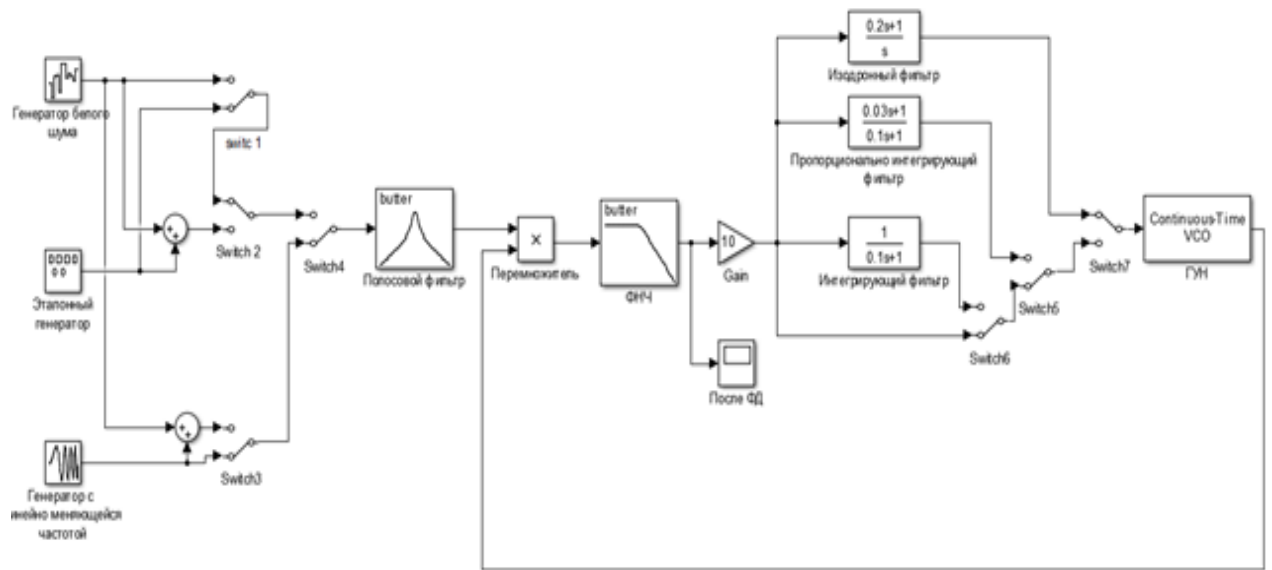 0.2s+1
s
Изодронный фильтр
Генератор белого
шума
switc 1
0.03s+1
0.1s+1
Пропорционально интегрирующий
фильтр
butter
Полосовой фильтр
Switch 2
Switch4
Эталонный
генератор
×
Перемножитель
butter
ФНЧ
10
Gain
1
0.1s+1
Интегрирующий фильтр
Continuous-Time
VCO
ГУН
Switch7
Switch5
Switch6
После ФД
Switch3
Генератор с
инейно меняющейся
частотой